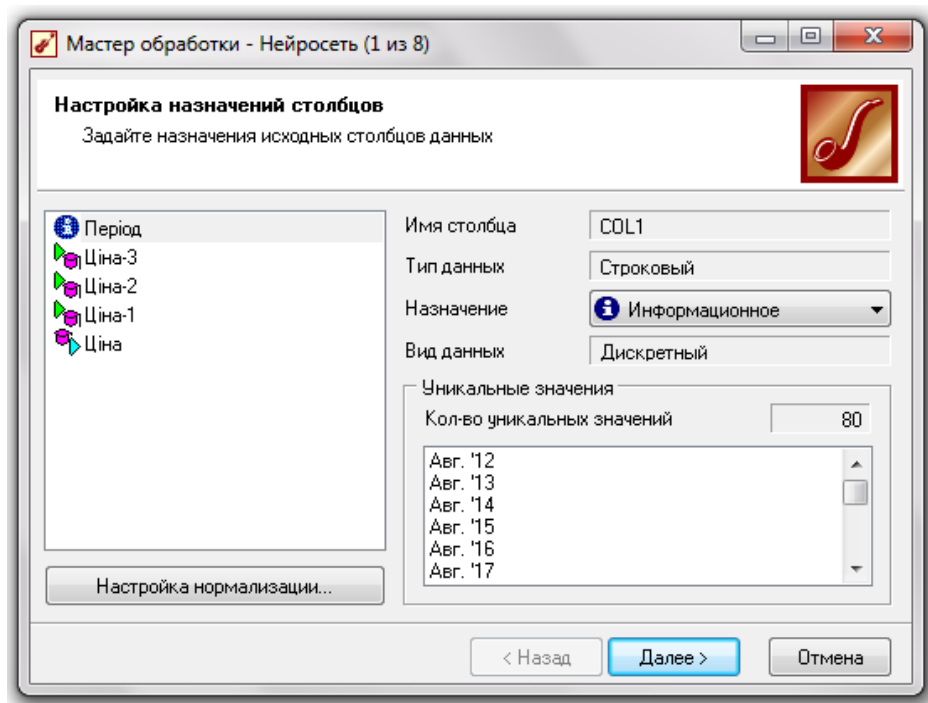 Мастер обработки - Нейросеть (1 из 8)
Настройка назначений столбцов
Задайте назначения исходных столбцов данных
Період
Ціна-3
Ціна-2
Ціна-1
Ціна
Настройка нормализации...
Имя столбца COL1
Тип данных Строковый
Назначение Информационное
Вид данных Дискретный
Уникальные значения
Кол-во уникальных значений 80
Авг. '12
Авг. '13
Авг. '14
Авг. '15
Авг. '16
Авг. '17
< Назад Далее > Отмена